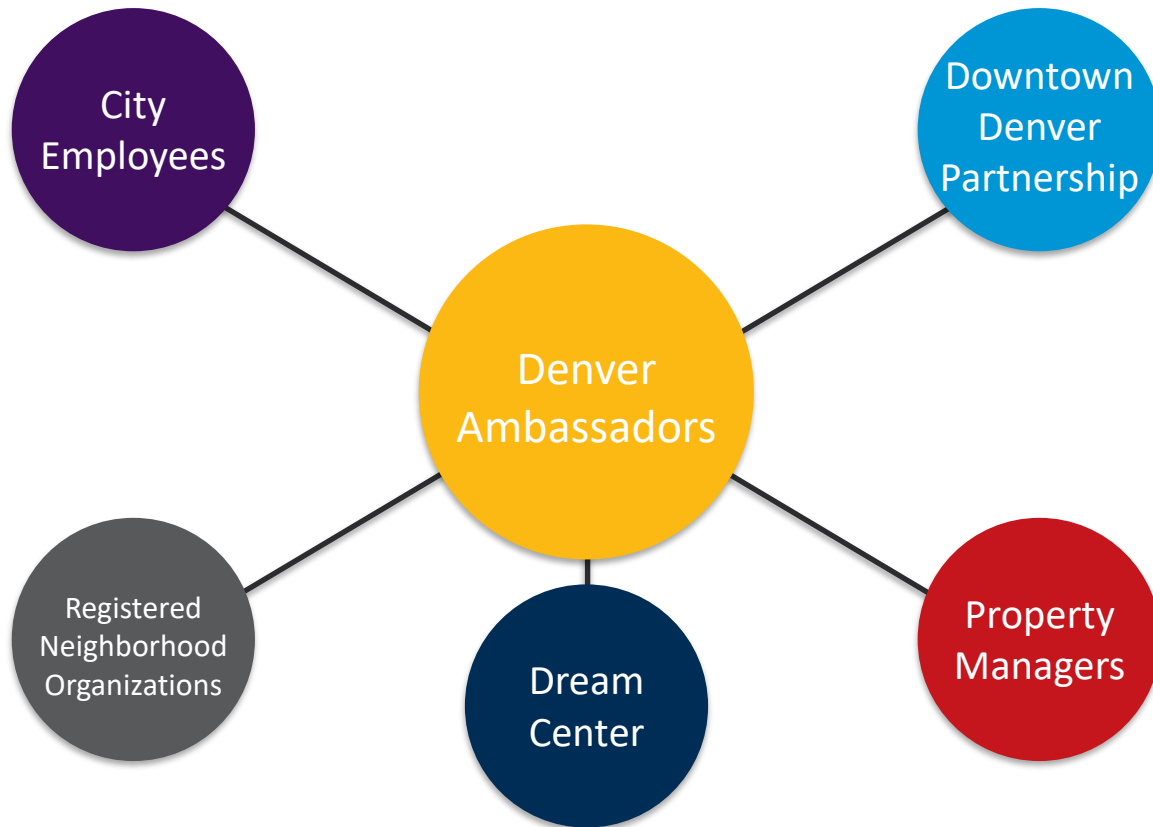 City
Employees
Downtown
Denver
Partnership
Denver
Ambassadors
Registered
Neighborhood
Organizations
Dream
Center
Property
Managers